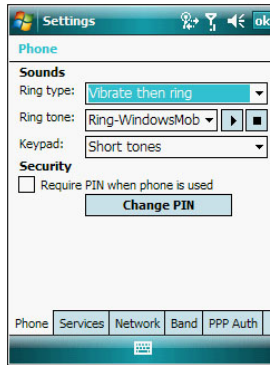 Settings ok
Phone
Sounds
Ring type: Vibrate then ring
Ring tone: Ring-WindowsMob
Keypad: Short tones
Security
Require PIN when phone is used
Change PIN
Phone Services Network Band PPP Auth